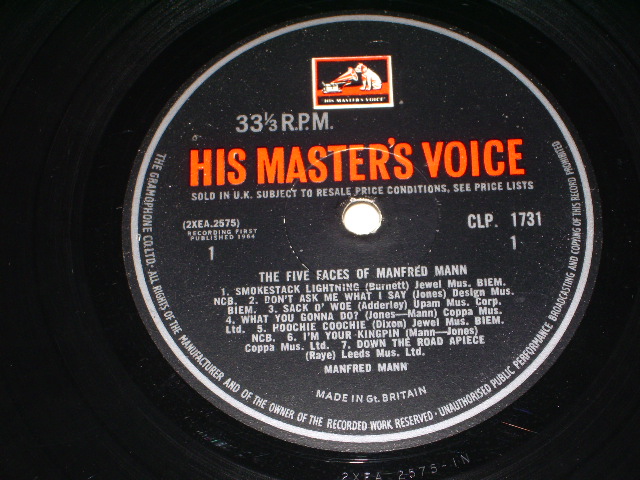 HIS MASTER'S VOICE
33⅓ R.P.M.
HIS MASTER'S VOICE
SOLD IN U.K. SUBJECT TO RESALE PRICE CONDITIONS, SEE PRICE LISTS
(2XEA.2575)
RECORDING FIRST
PUBLISHED 1964
1
CLP. 1731
1
THE FIVE FACES OF MANFRED MANN
1. SMOKESTACK LIGHTNING (Burnett) Jewel Mus. BIEM.
NCB. 2. DON'T ASK ME WHAT I SAY (Jones) Design Mus.
BIEM. 3. SACK O' WOE (Adderley) Upam Mus. Corp.
4. WHAT YOU GONNA DO? (Jones—Mann) Coppa Mus.
Ltd. 5. HOOCHIE COOCHIE (Dixon) Jewel Mus. BIEM.
NCB. 6. I'M YOUR KINGPIN (Mann—Jones)
Coppa Mus. Ltd. 7. DOWN THE ROAD APIECE
(Raye) Leeds Mus. Ltd.
MANFRED MANN
MADE IN Gt. BRITAIN
THE GRAMOPHONE CO. LTD. · ALL RIGHTS OF THE MANUFACTURER AND OF THE OWNER OF THE RECORDED WORK RESERVED · UNAUTHORISED PUBLIC PERFORMANCE BROADCASTING AND COPYING OF THIS RECORD PROHIBITED
2XEA-2575-1N